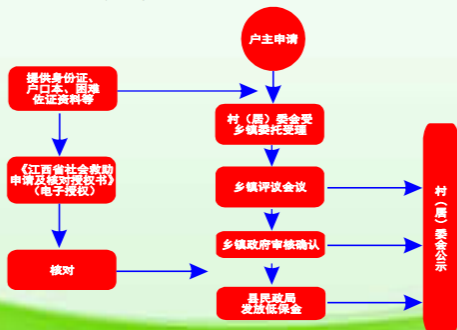 户主申请
提供身份证、
户口本、困难
佐证资料等
村（居）委会受
乡镇委托受理
《江西省社会救助
申请及核对授权书》
（电子授权）
乡镇评议会议
乡镇政府审核确认
核对
县民政局
发放低保金
村（居）委会公示